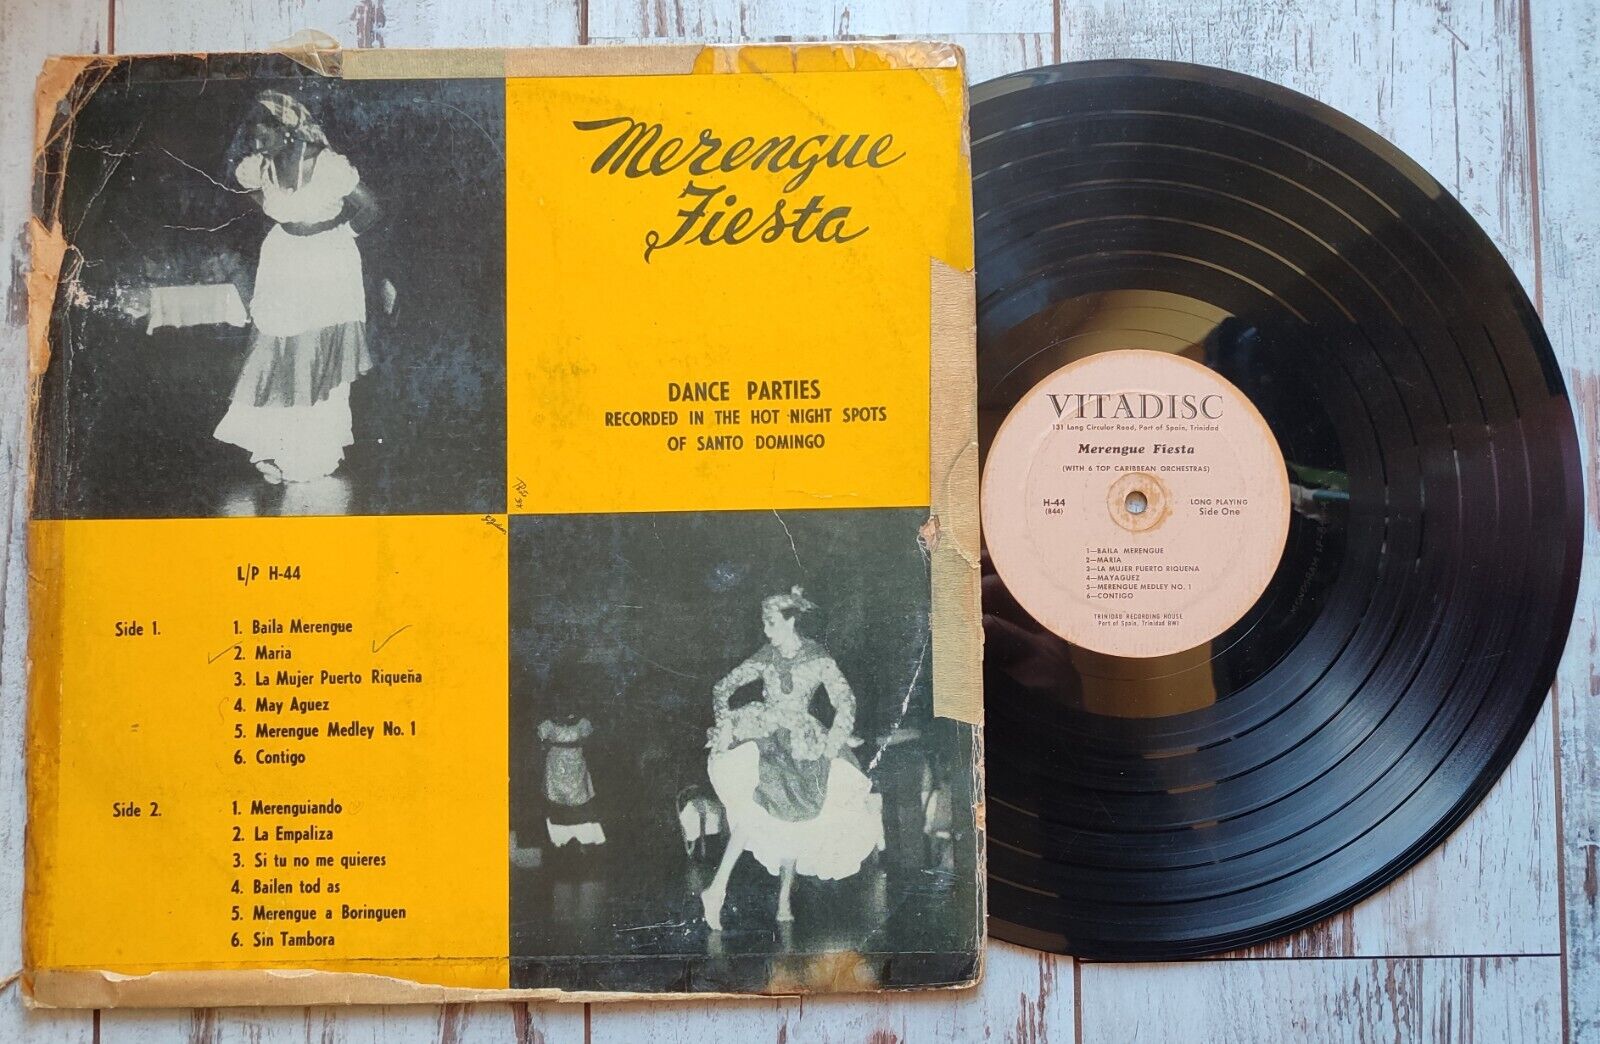 Merengue
Fiesta
DANCE PARTIES
RECORDED IN THE HOT NIGHT SPOTS
OF SANTO DOMINGO
L/P H-44
Side 1.
1. Baila Merengue
2. Maria
3. La Mujer Puerto Riqueña
4. May Aguez
5. Merengue Medley No. 1
6. Contigo
Side 2.
1. Merenguiando
2. La Empaliza
3. Si tu no me quieres
4. Bailen tod as
5. Merengue a Boringuen
6. Sin Tambora
VITADISC
131 Long Circular Road, Port of Spain, Trinidad
Merengue Fiesta
(WITH 6 TOP CARIBBEAN ORCHESTRAS)
H-44
(844)
LONG PLAYING
Side One
1—BAILA MERENGUE
2—MARIA
3—LA MUJER PUERTO RIQUENA
4—MAYAGUEZ
5—MERENGUE MEDLEY NO. 1
6—CONTIGO
TRINIDAD RECORDING HOUSE
Port of Spain, Trinidad BWI